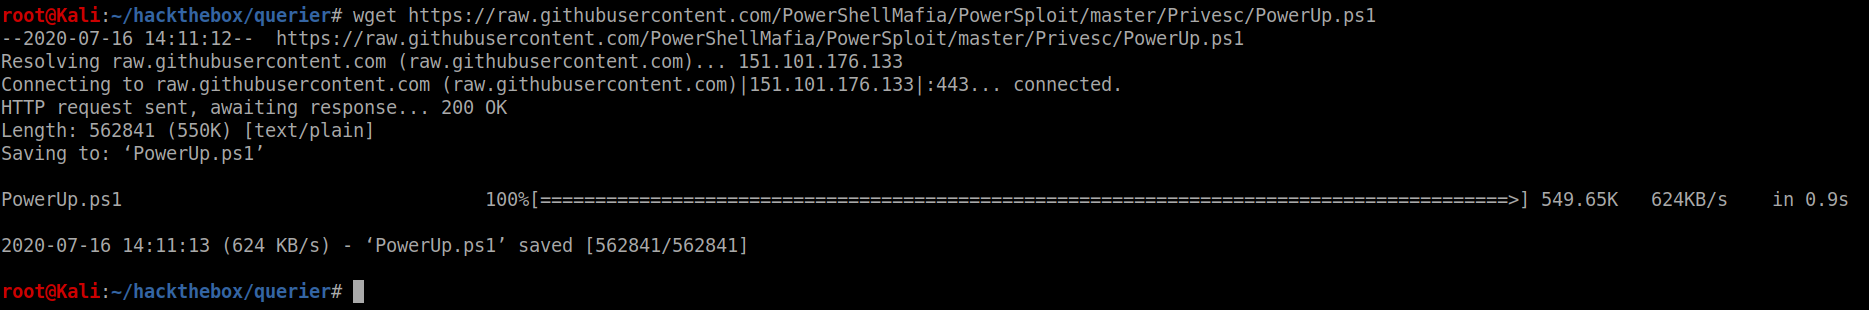 root@Kali:~/hackthebox/querier# wget https://raw.githubusercontent.com/PowerShellMafia/PowerSploit/master/Privesc/PowerUp.ps1
--2020-07-16 14:11:12--  https://raw.githubusercontent.com/PowerShellMafia/PowerSploit/master/Privesc/PowerUp.ps1
Resolving raw.githubusercontent.com (raw.githubusercontent.com)... 151.101.176.133
Connecting to raw.githubusercontent.com (raw.githubusercontent.com)|151.101.176.133|:443... connected.
HTTP request sent, awaiting response... 200 OK
Length: 562841 (550K) [text/plain]
Saving to: ‘PowerUp.ps1’
PowerUp.ps1                                 100%[========================================================================================>] 549.65K   624KB/s    in 0.9s
2020-07-16 14:11:13 (624 KB/s) - ‘PowerUp.ps1’ saved [562841/562841]
root@Kali:~/hackthebox/querier#